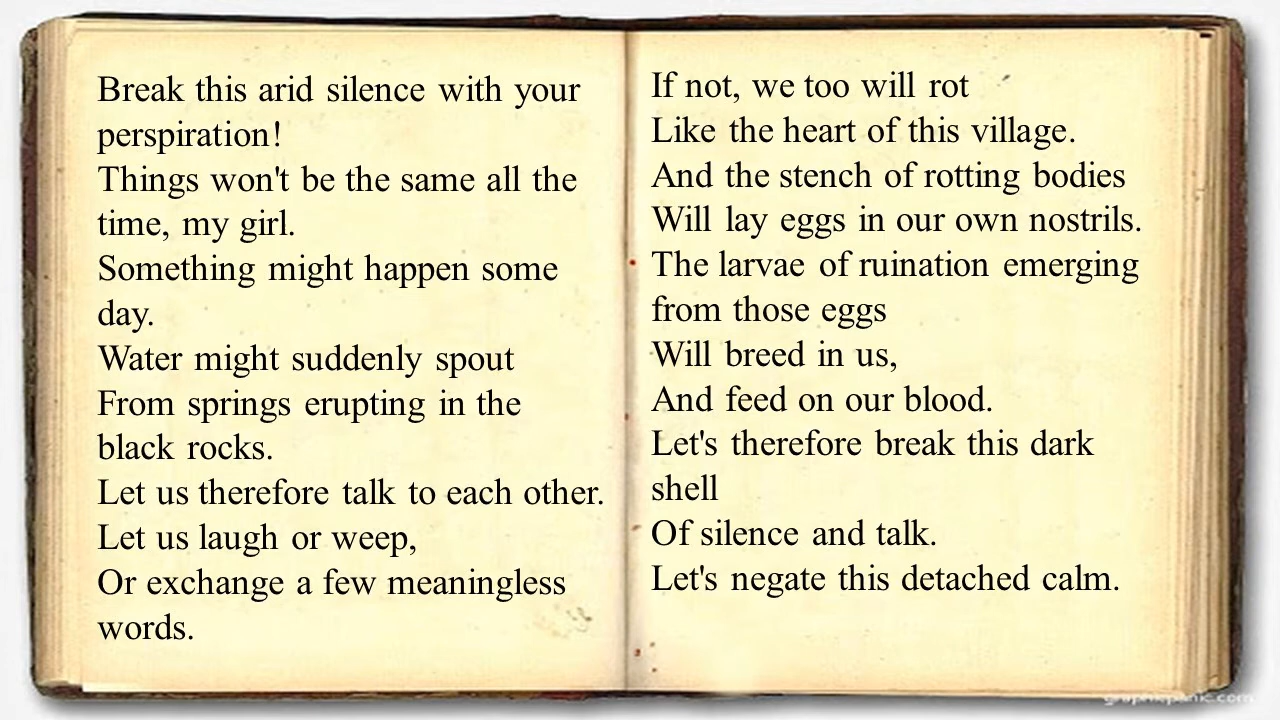 Break this arid silence with your
perspiration!
Things won't be the same all the
time, my girl.
Something might happen some
day.
Water might suddenly spout
From springs erupting in the
black rocks.
Let us therefore talk to each other.
Let us laugh or weep,
Or exchange a few meaningless
words.
If not, we too will rot
Like the heart of this village.
And the stench of rotting bodies
Will lay eggs in our own nostrils.
The larvae of ruination emerging
from those eggs
Will breed in us,
And feed on our blood.
Let's therefore break this dark
shell
Of silence and talk.
Let's negate this detached calm.